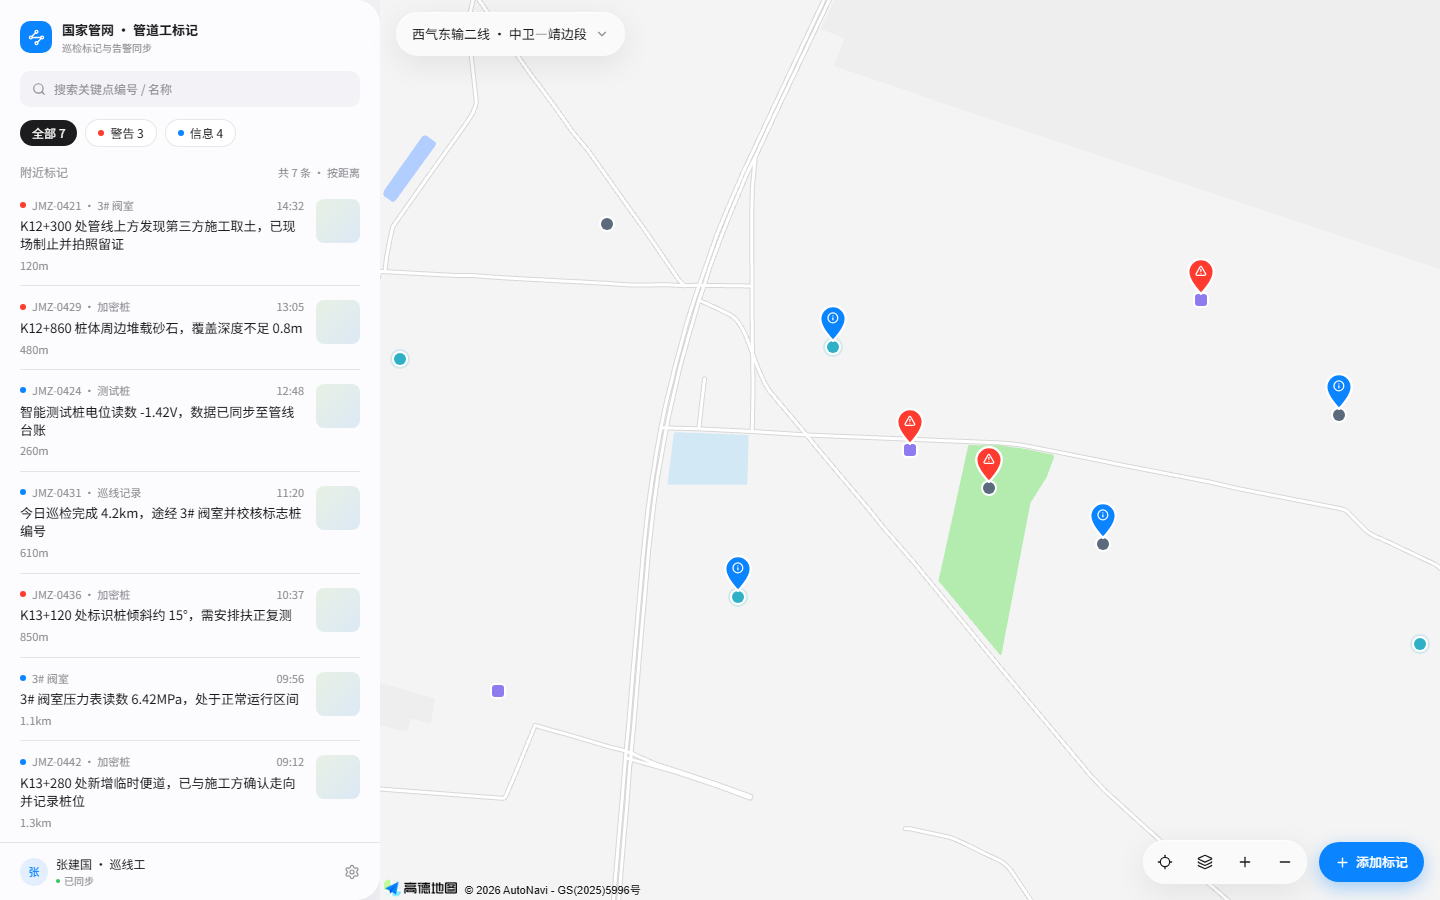 国家管网 · 管道工标记
巡检标记与告警同步
搜索关键点编号 / 名称
全部 7
警告 3
信息 4
附近标记
共 7 条 · 按距离
JMZ-0421 · 3# 阀室
14:32
K12+300 处管线上方发现第三方施工取土，已现
场制止并拍照留证
120m
JMZ-0429 · 加密桩
13:05
K12+860 桩体周边堆载砂石，覆盖深度不足 0.8m
480m
JMZ-0424 · 测试桩
12:48
智能测试桩电位读数 -1.42V，数据已同步至管线
台账
260m
JMZ-0431 · 巡线记录
11:20
今日巡检完成 4.2km，途经 3# 阀室并校核标志桩
编号
610m
JMZ-0436 · 加密桩
10:37
K13+120 处标识桩倾斜约 15°，需安排扶正复测
850m
3# 阀室
09:56
3# 阀室压力表读数 6.42MPa，处于正常运行区间
1.1km
JMZ-0442 · 加密桩
09:12
K13+280 处新增临时便道，已与施工方确认走向
并记录桩位
1.3km
张
张建国 · 巡线工
已同步
西气东输二线 · 中卫—靖边段
添加标记
高德地图
© 2026 AutoNavi - GS(2025)5996号